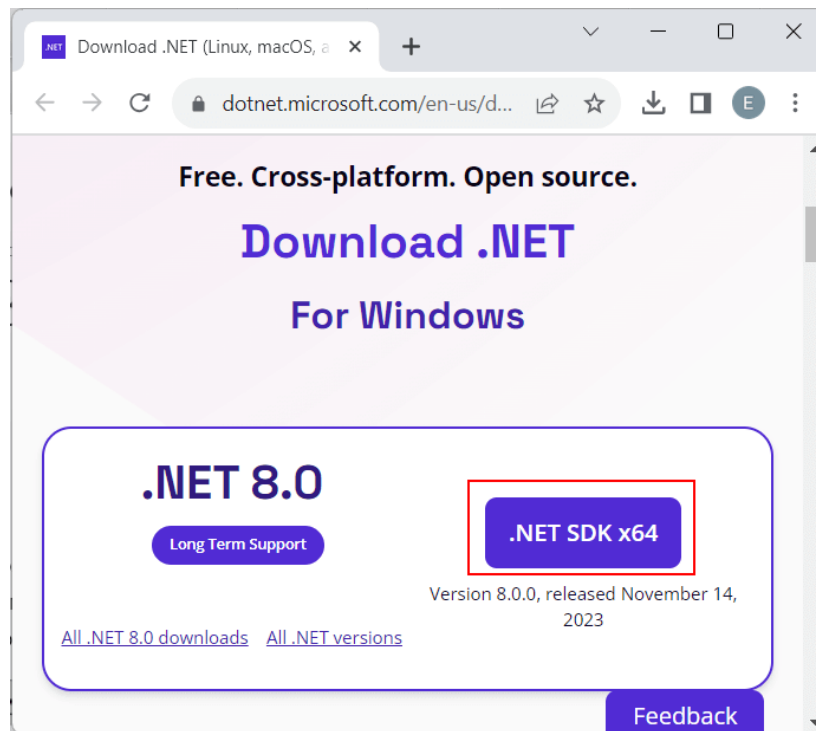 .NET
Download .NET (Linux, macOS, a
dotnet.microsoft.com/en-us/d...
E
Free. Cross-platform. Open source.
Download .NET
For Windows
.NET 8.0
Long Term Support
All .NET 8.0 downloads All .NET versions
.NET SDK x64
Version 8.0.0, released November 14,
2023
Feedback